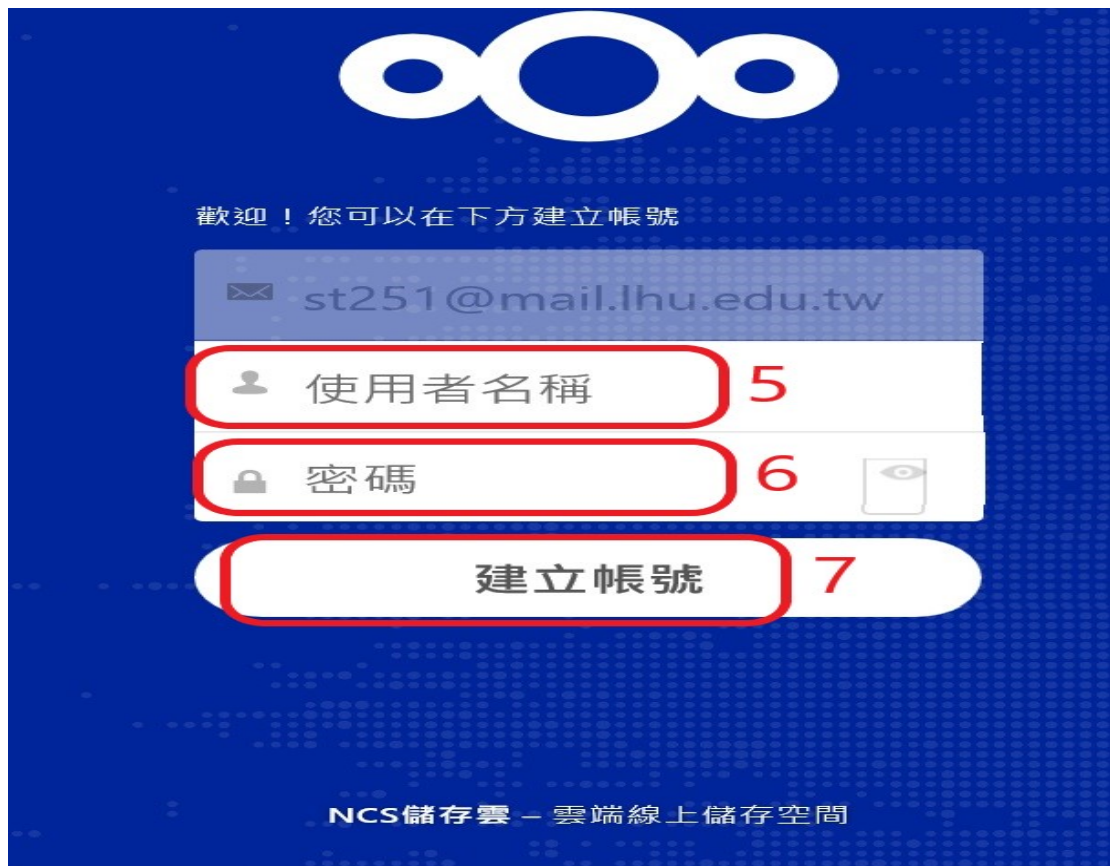 歡迎！您可以在下方建立帳號
st251@mail.lhu.edu.tw
使用者名稱 5
密碼 6
建立帳號 7
NCS儲存雲 – 雲端線上儲存空間